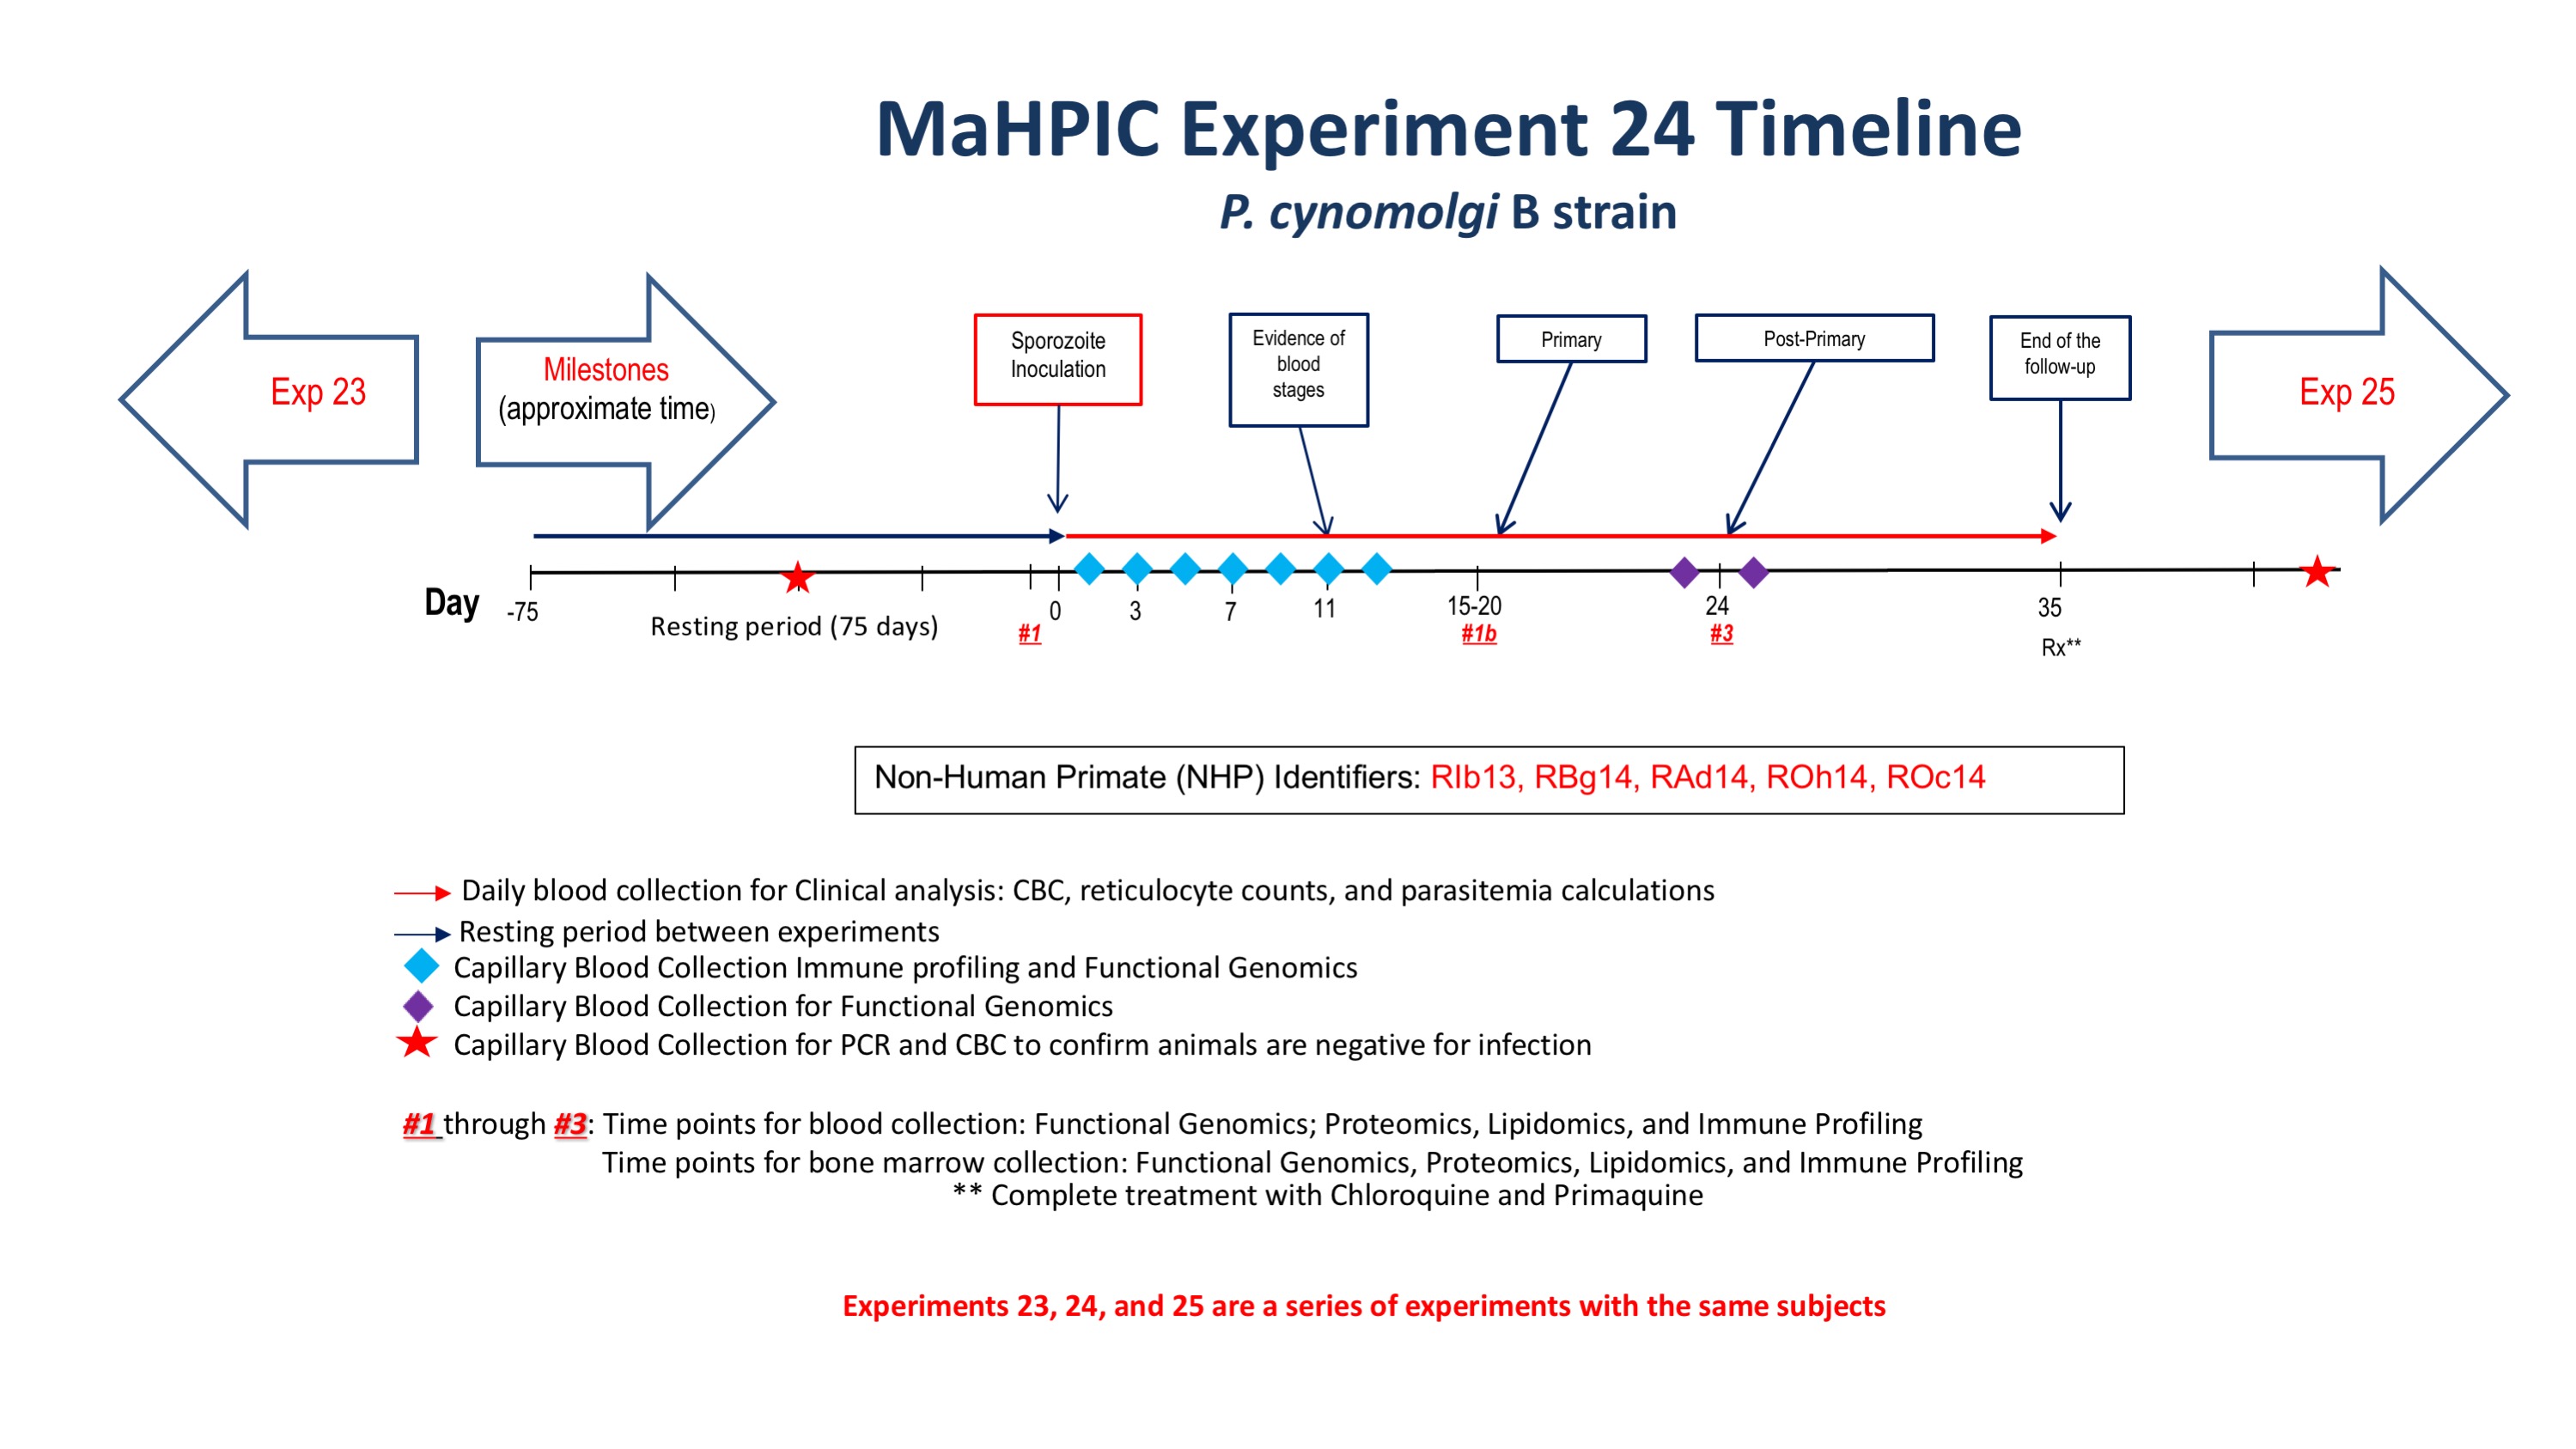 MaHPIC Experiment 24 Timeline
P. cynomolgi B strain
Exp 23
Milestones
(approximate time)
Sporozoite
Inoculation
Evidence of
blood
stages
Primary
Post-Primary
End of the
follow-up
Exp 25
Day
-75
Resting period (75 days)
#1
0
3
7
11
15-20
#1b
24
#3
35
Rx**
Non-Human Primate (NHP) Identifiers: RIb13, RBg14, RAd14, ROh14, ROc14
Daily blood collection for Clinical analysis: CBC, reticulocyte counts, and parasitemia calculations
Resting period between experiments
Capillary Blood Collection Immune profiling and Functional Genomics
Capillary Blood Collection for Functional Genomics
Capillary Blood Collection for PCR and CBC to confirm animals are negative for infection
#1 through #3: Time points for blood collection: Functional Genomics; Proteomics, Lipidomics, and Immune Profiling
Time points for bone marrow collection: Functional Genomics, Proteomics, Lipidomics, and Immune Profiling
** Complete treatment with Chloroquine and Primaquine
Experiments 23, 24, and 25 are a series of experiments with the same subjects